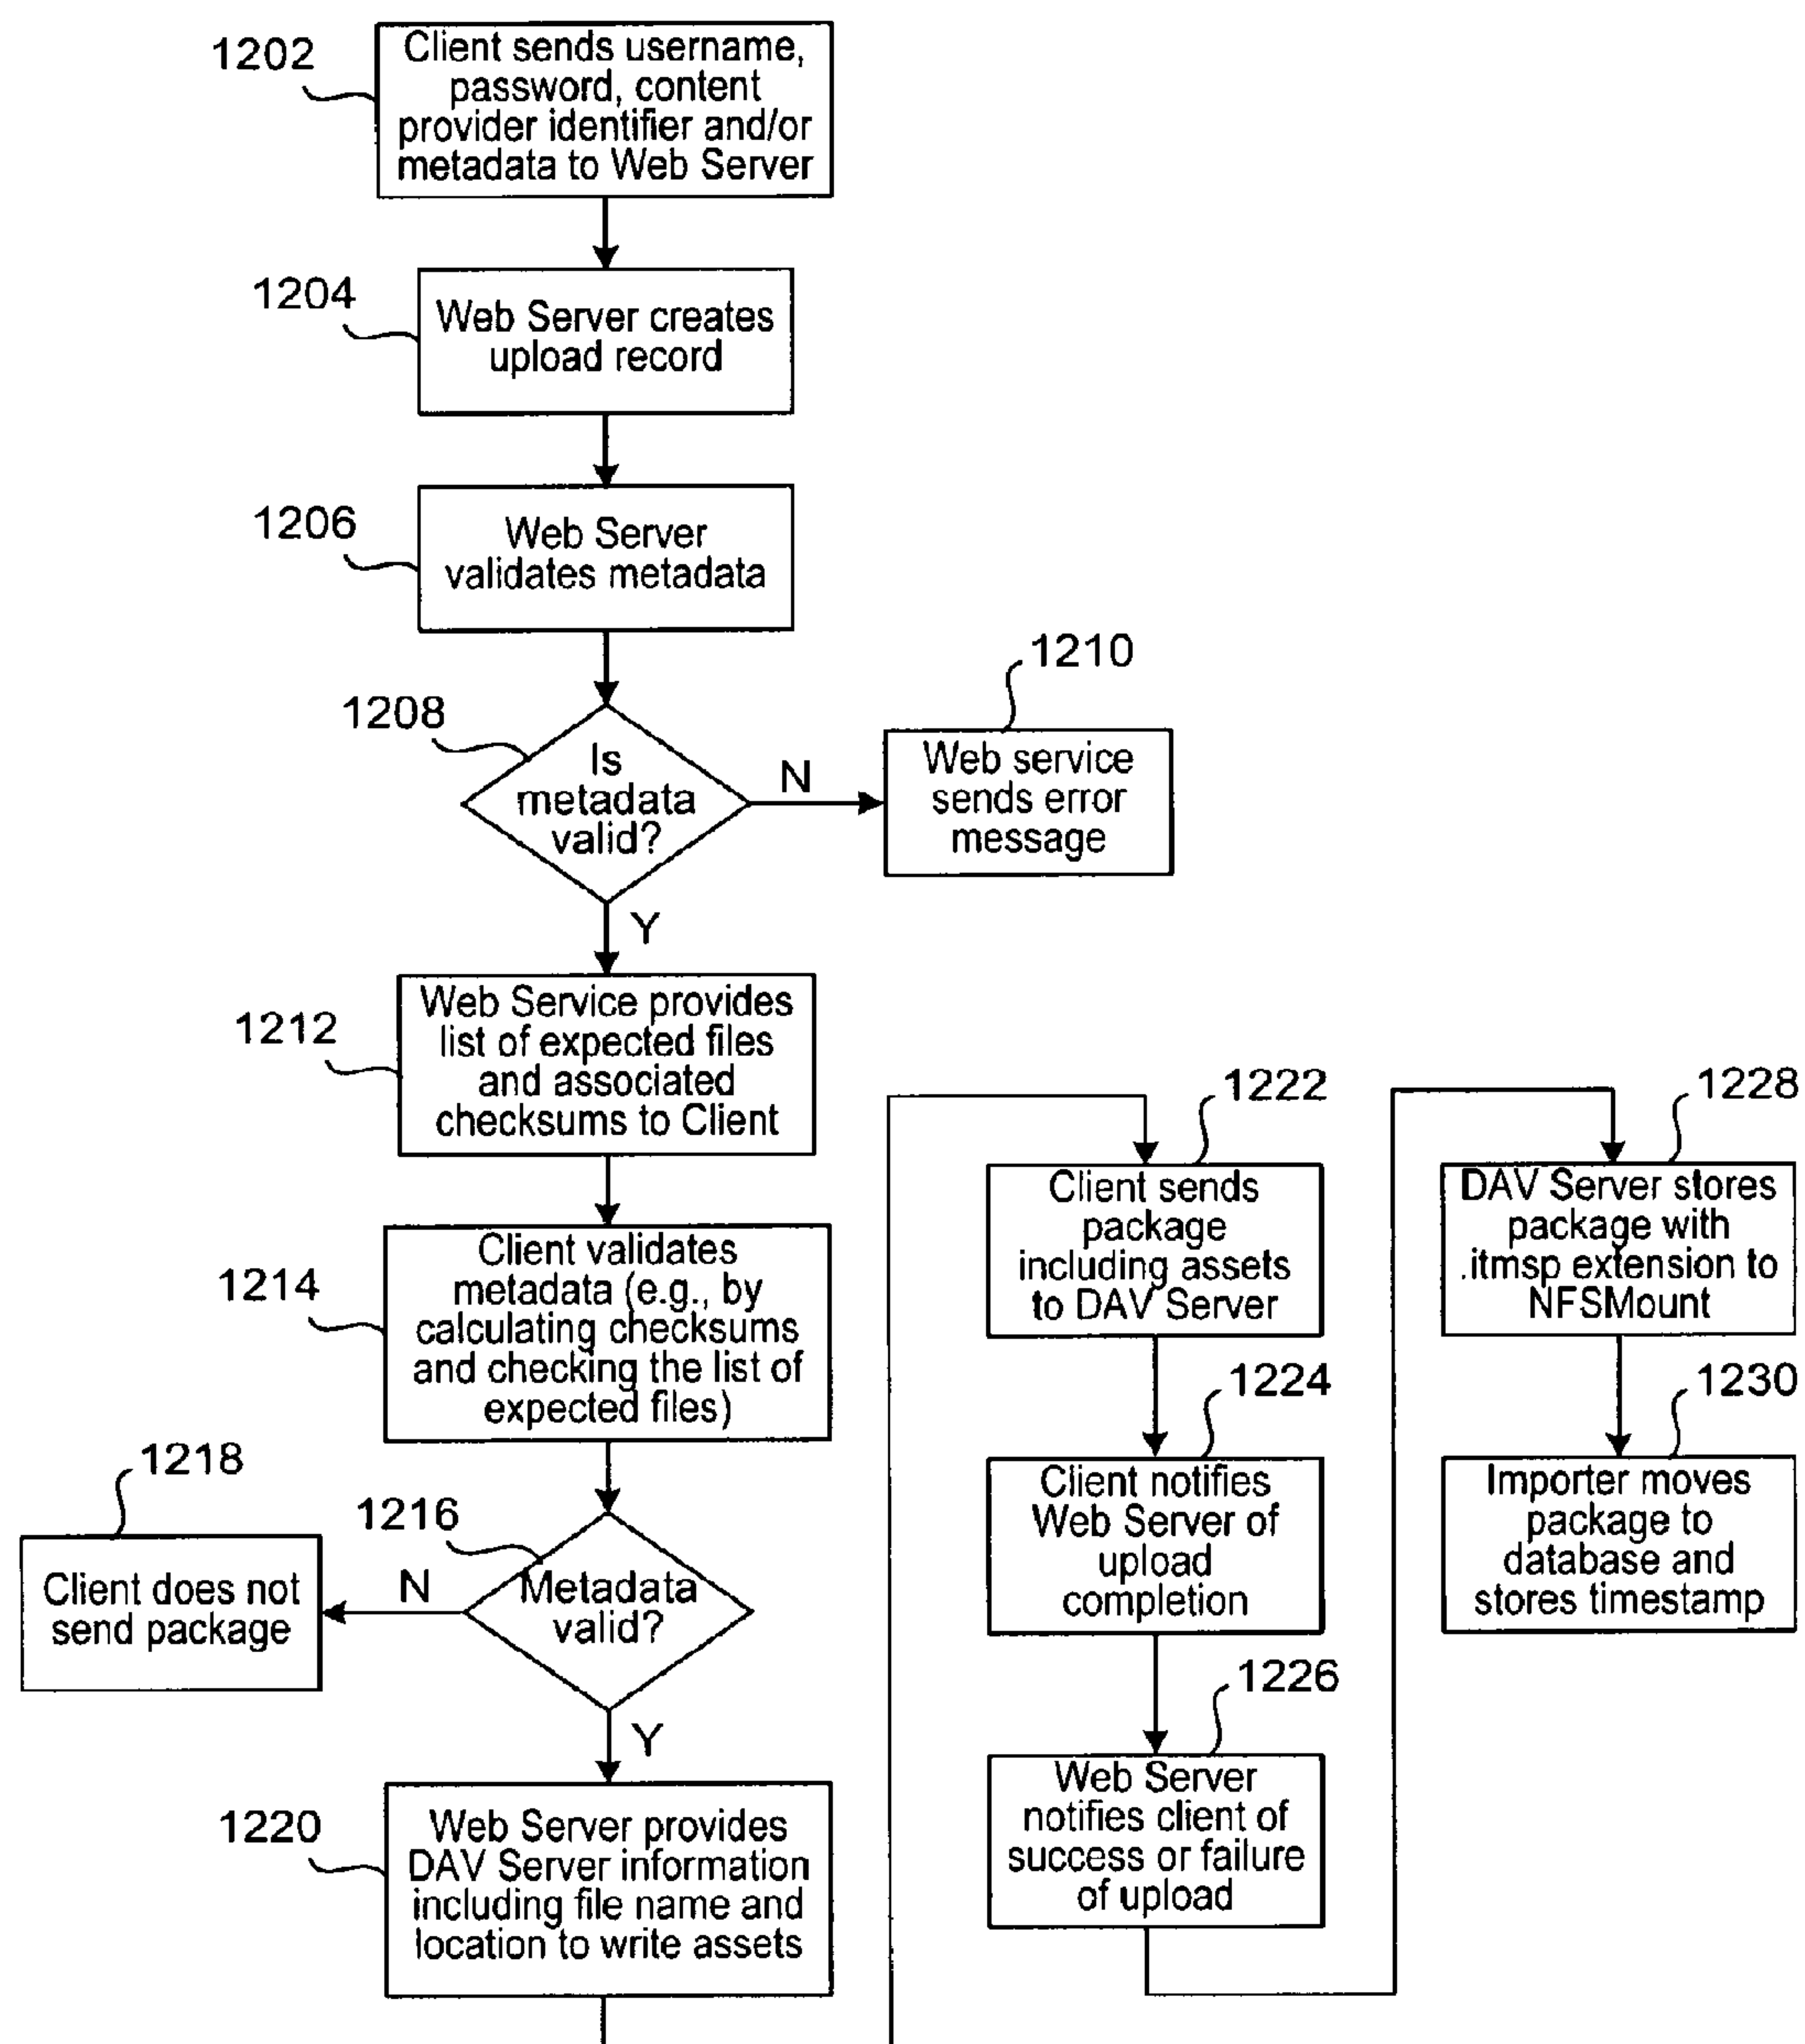 1202
Client sends username,
password, content
provider identifier and/or
metadata to Web Server
1204
Web Server creates
upload record
1206
Web Server
validates metadata
1208
Is
metadata
valid?
N
1210
Web service
sends error
message
Y
1212
Web Service provides
list of expected files
and associated
checksums to Client
1214
Client validates
metadata (e.g., by
calculating checksums
and checking the list of
expected files)
1216
Metadata
valid?
N
1218
Client does not
send package
Y
1220
Web Server provides
DAV Server information
including file name and
location to write assets
1222
Client sends
package
including assets
to DAV Server
1224
Client notifies
Web Server of
upload
completion
1226
Web Server
notifies client of
success or failure
of upload
1228
DAV Server stores
package with
.itmsp extension to
NFSMount
1230
Importer moves
package to
database and
stores timestamp